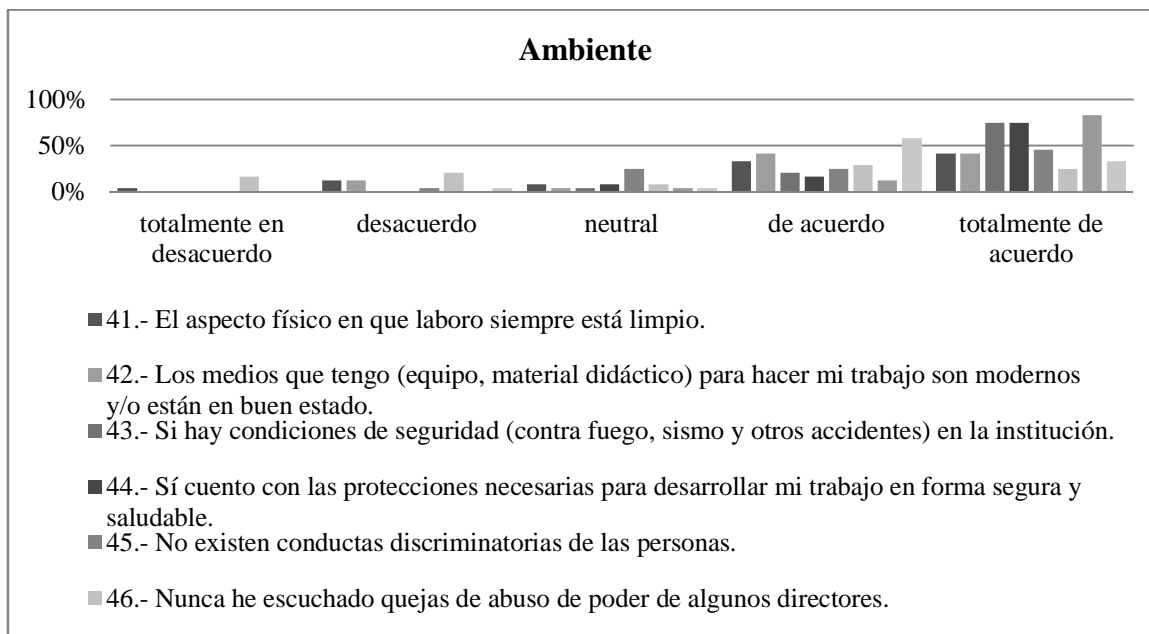 Ambiente
100%
50%
0%
totalmente en
desacuerdo
desacuerdo
neutral
de acuerdo
totalmente de
acuerdo
41.- El aspecto físico en que laboro siempre está limpio.
42.- Los medios que tengo (equipo, material didáctico) para hacer mi trabajo son modernos
y/o están en buen estado.
43.- Si hay condiciones de seguridad (contra fuego, sismo y otros accidentes) en la institución.
44.- Sí cuento con las protecciones necesarias para desarrollar mi trabajo en forma segura y
saludable.
45.- No existen conductas discriminatorias de las personas.
46.- Nunca he escuchado quejas de abuso de poder de algunos directores.